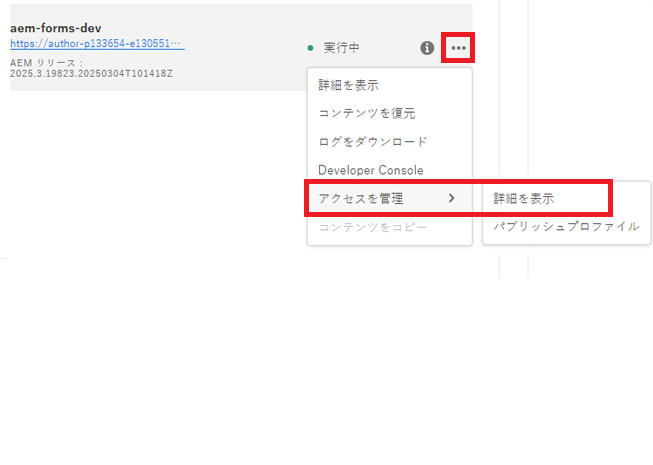 aem-forms-dev
https://author-p133654-e130551…
実行中
AEM リリース :
2025.3.19823.20250304T101418Z
詳細を表示
コンテンツを復元
ログをダウンロード
Developer Console
アクセスを管理
詳細を表示
コンテンツをコピー
パブリッシュプロファイル